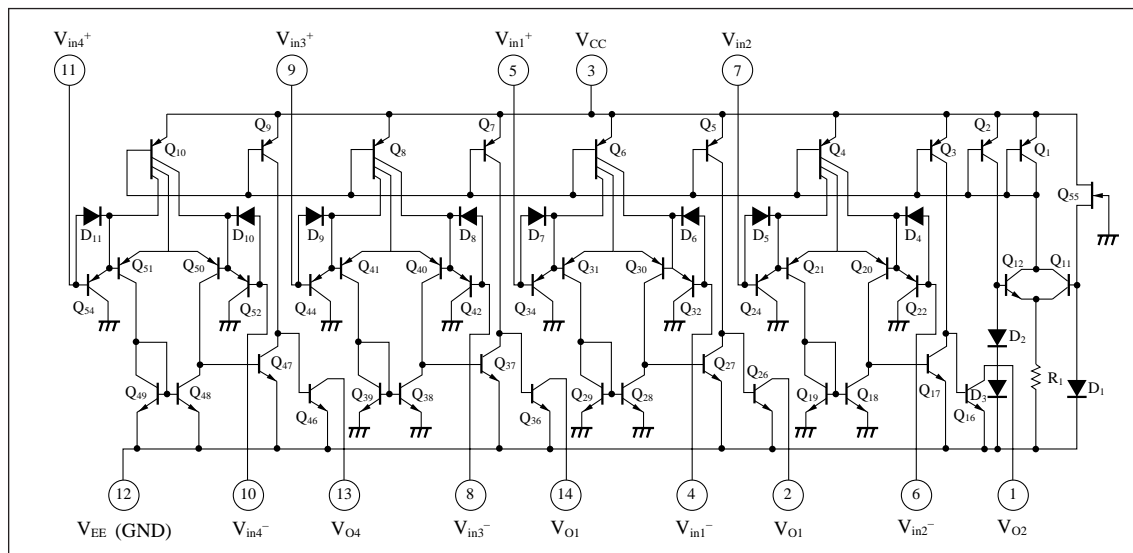 Vin4+ Vin3+ Vin1+ VCC Vin2
11 9 5 3 7
Q9 Q7 Q5 Q2
Q10 Q8 Q6 Q4 Q3 Q1
Q55
D11 D10 D9 D8 D7 D6 D5 D4
Q51 Q50 Q41 Q40 Q31 Q30 Q21 Q20 Q12 Q11
Q54 Q52 Q44 Q42 Q34 Q32 Q24 Q22
D2
Q47 Q37 Q27 Q26 Q17
Q49 Q48 Q39 Q38 Q29 Q28 Q19 Q18 D3 R1 D1
Q46 Q36 Q16
12 10 13 8 14 4 2 6 1
VEE (GND) Vin4− VO4 Vin3− VO1 Vin1− VO1 Vin2− VO2